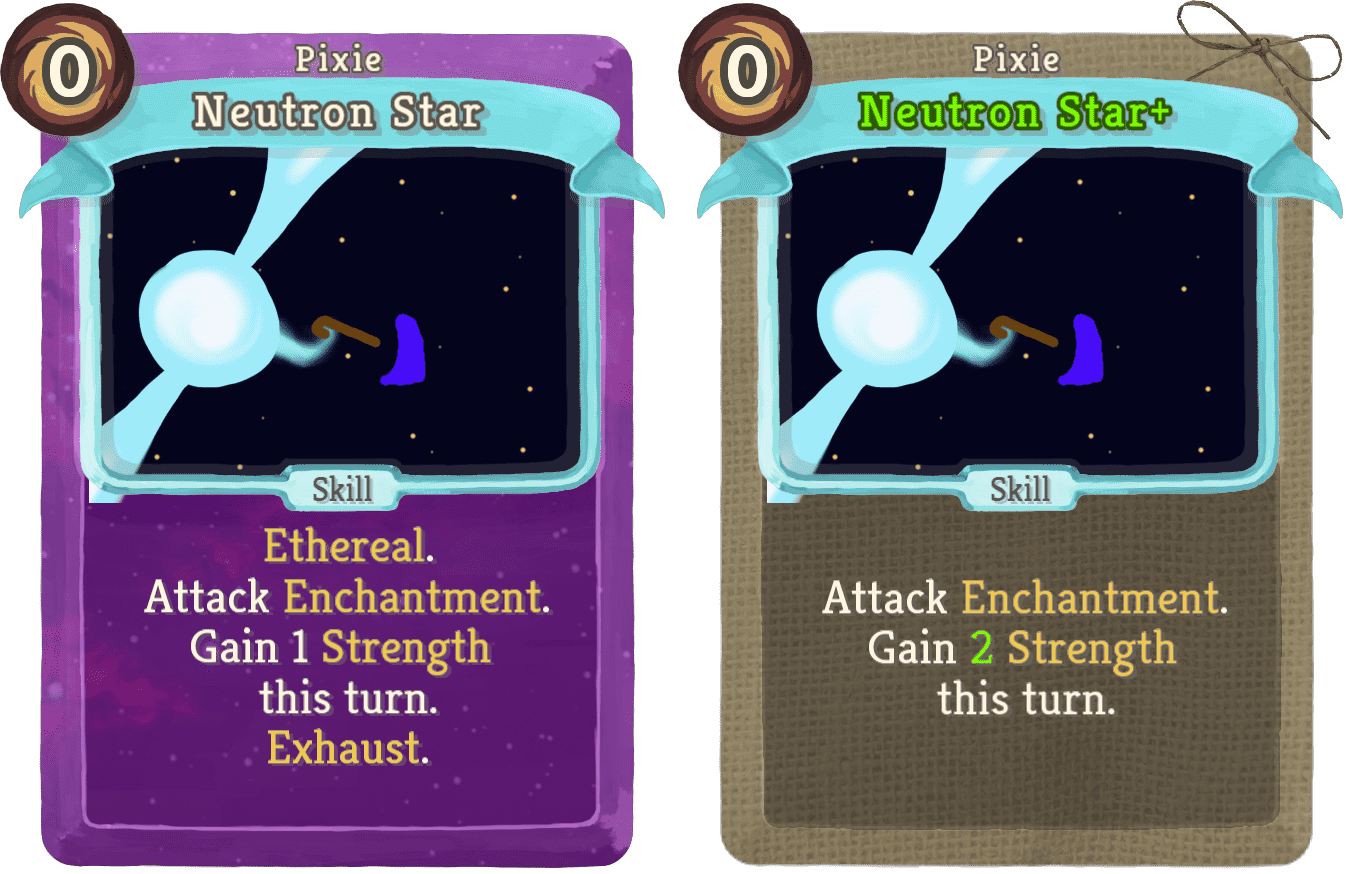 0
Pixie
Neutron Star
Skill
Ethereal.
Attack Enchantment.
Gain 1 Strength
this turn.
Exhaust.
0
Pixie
Neutron Star+
Skill
Attack Enchantment.
Gain 2 Strength
this turn.